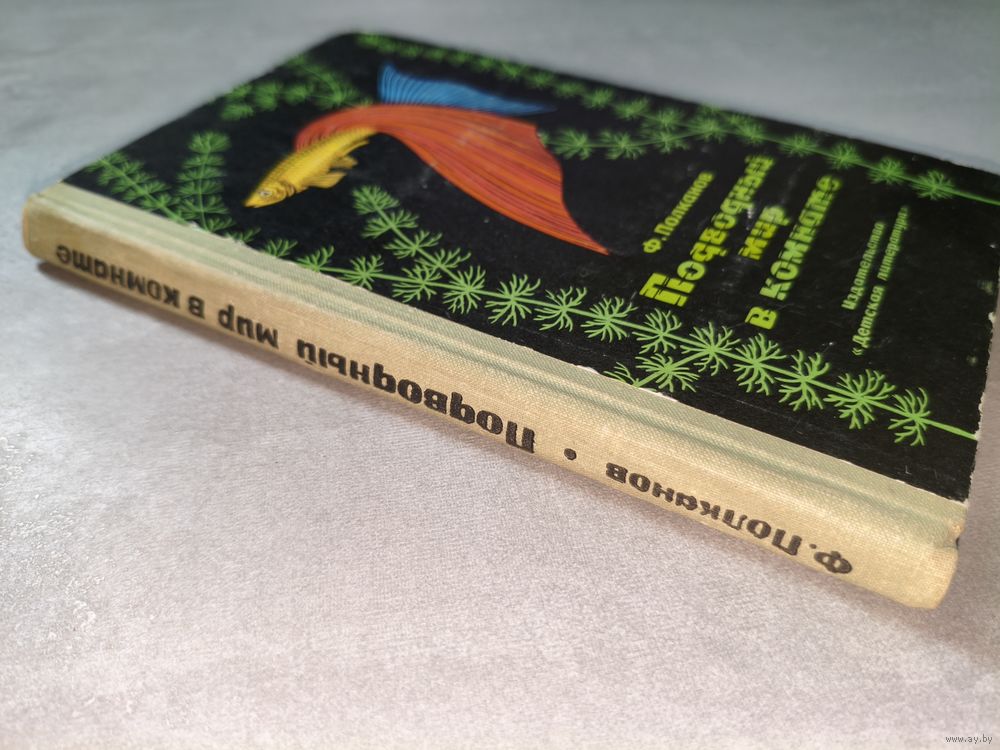 Ф. Полканов
Подводный
мир
в комнате
Издательство
«Детская литература»
Ф. Полканов • Подводный мир в комнате
www.ay.by